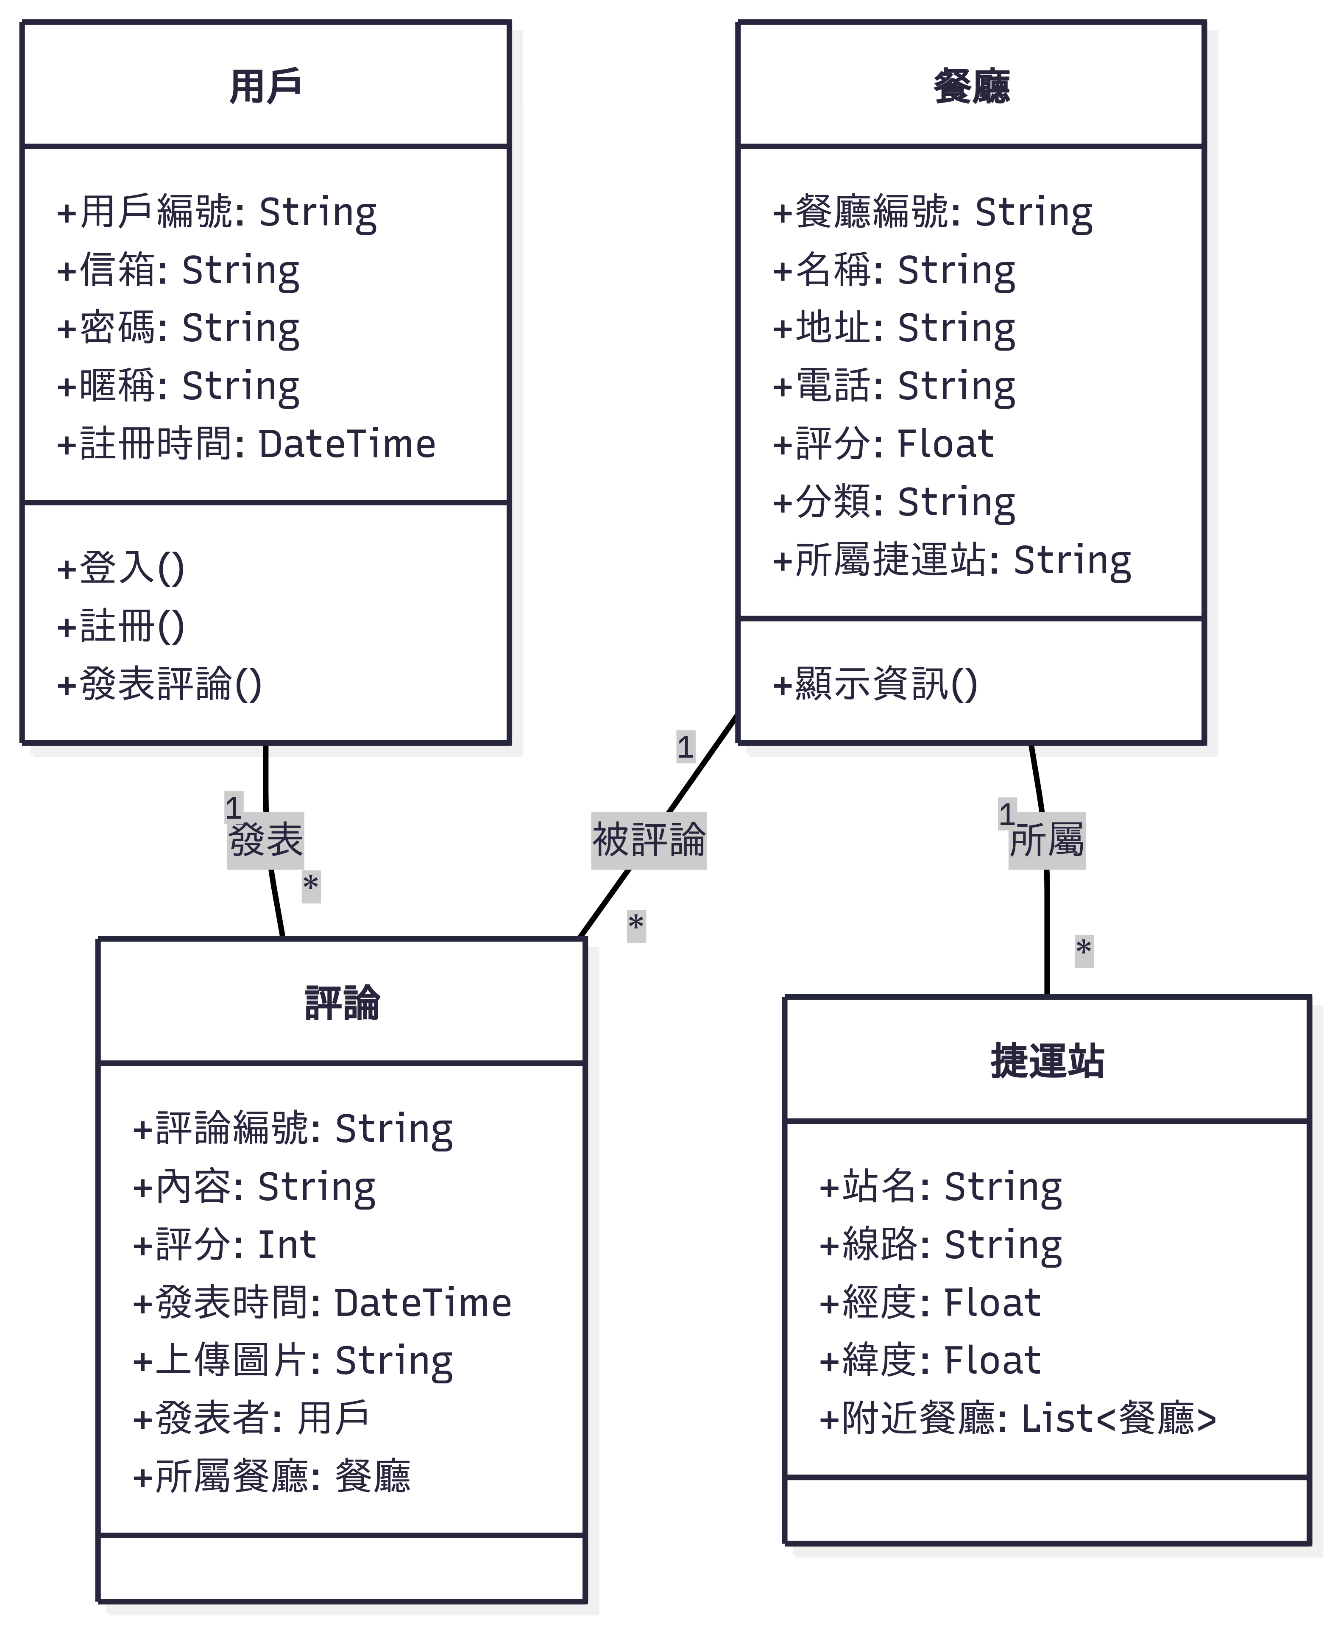 用戶
+用戶編號: String
+信箱: String
+密碼: String
+暱稱: String
+註冊時間: DateTime
+登入()
+註冊()
+發表評論()
餐廳
+餐廳編號: String
+名稱: String
+地址: String
+電話: String
+評分: Float
+分類: String
+所屬捷運站: String
+顯示資訊()
1
發表
*
1
被評論
*
1
所屬
*
評論
+評論編號: String
+內容: String
+評分: Int
+發表時間: DateTime
+上傳圖片: String
+發表者: 用戶
+所屬餐廳: 餐廳
捷運站
+站名: String
+線路: String
+經度: Float
+緯度: Float
+附近餐廳: List<餐廳>